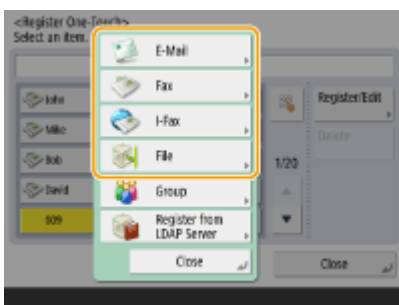 <Register One-Touch>
Select an item.
E-Mail
Fax
I-Fax
File
Group
Register from
LDAP Server
Close
John
Mike
Bob
David
009
Register/Edit
Delete
1/20
Close